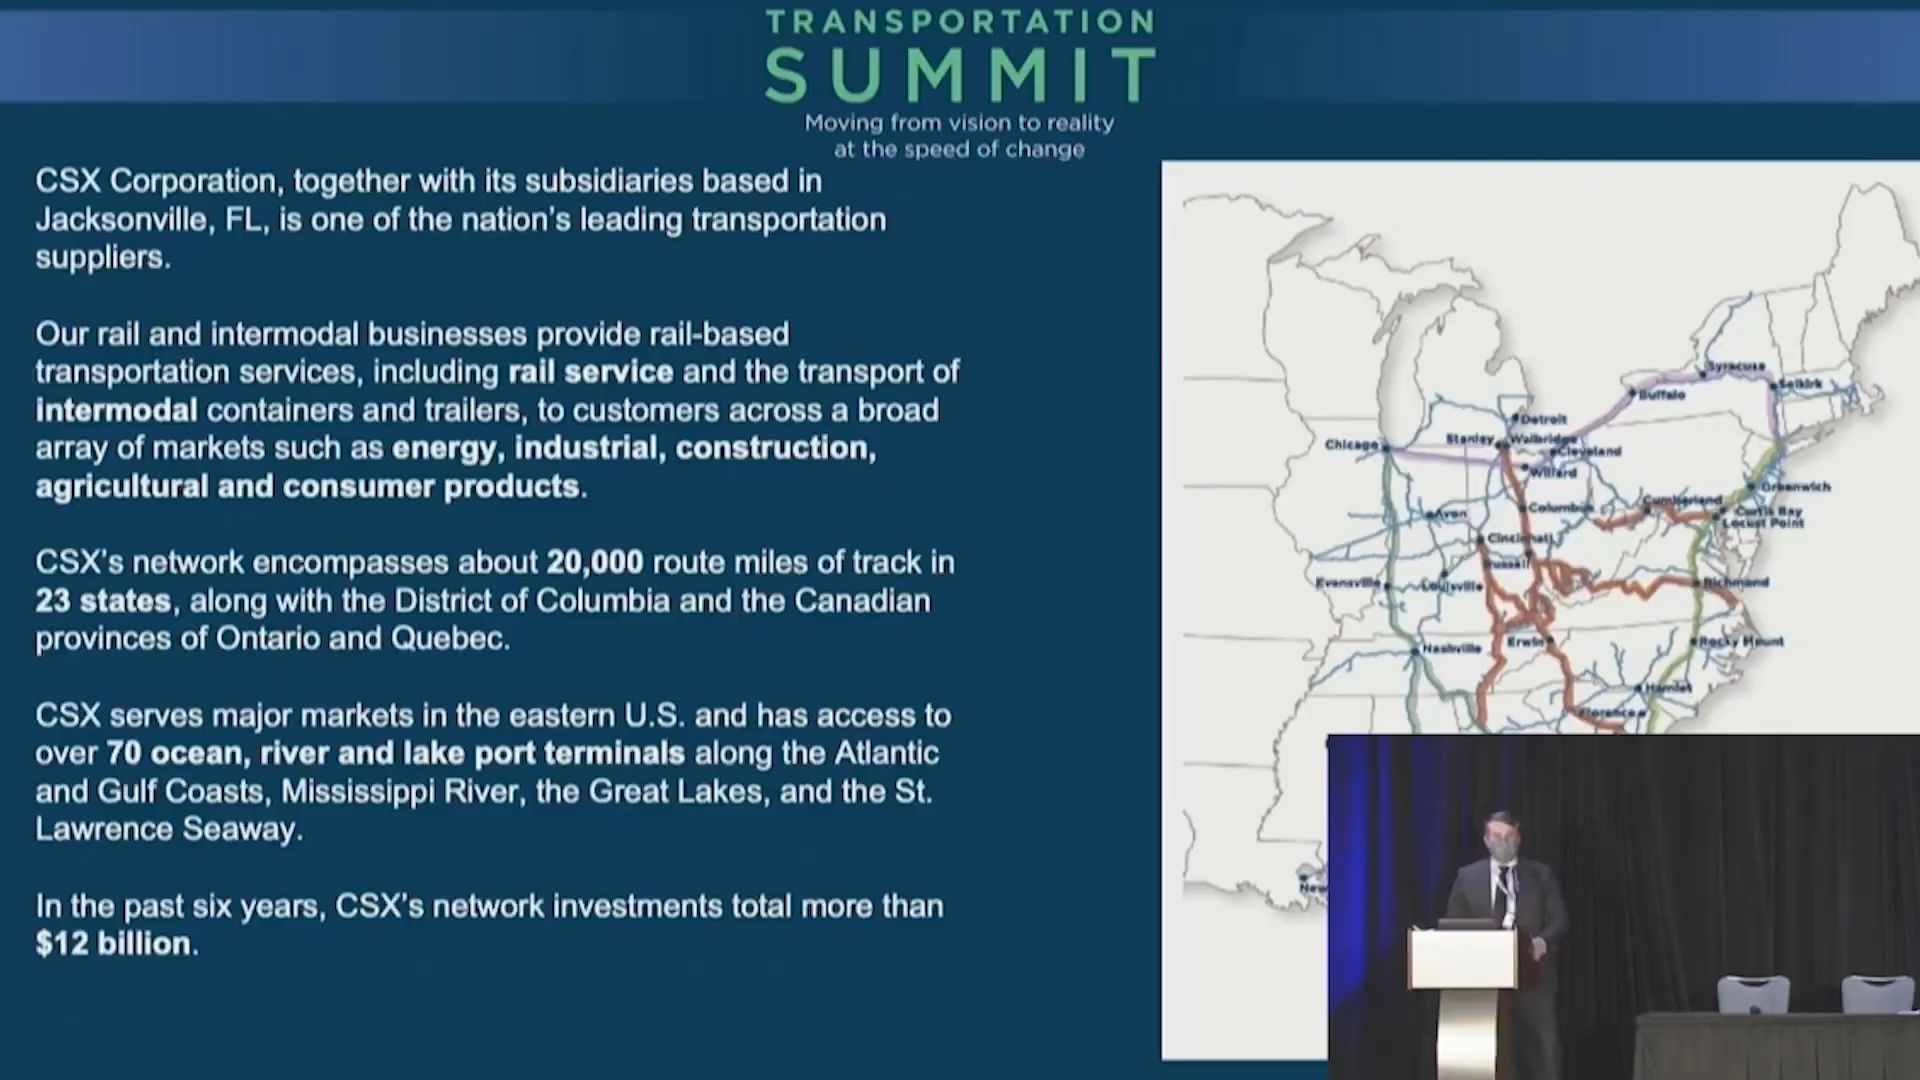 TRANSPORTATION
SUMMIT
Moving from vision to reality
at the speed of change
CSX Corporation, together with its subsidiaries based in
Jacksonville, FL, is one of the nation's leading transportation
suppliers.
Our rail and intermodal businesses provide rail-based
transportation services, including rail service and the transport of
intermodal containers and trailers, to customers across a broad
array of markets such as energy, industrial, construction,
agricultural and consumer products.
CSX's network encompasses about 20,000 route miles of track in
23 states, along with the District of Columbia and the Canadian
provinces of Ontario and Quebec.
CSX serves major markets in the eastern U.S. and has access to
over 70 ocean, river and lake port terminals along the Atlantic
and Gulf Coasts, Mississippi River, the Great Lakes, and the St.
Lawrence Seaway.
In the past six years, CSX's network investments total more than
$12 billion.
Syracuse
Selkirk
Buffalo
Detroit
Chicago
Stanley
Walbridge
Cleveland
Willard
Greenwich
Cumberland
Columbus
Avon
Curtis Bay
Locust Point
Cincinnati
Russell
Evansville
Louisville
Richmond
Erwin
Rocky Mount
Nashville
Hamlet
Florence
New